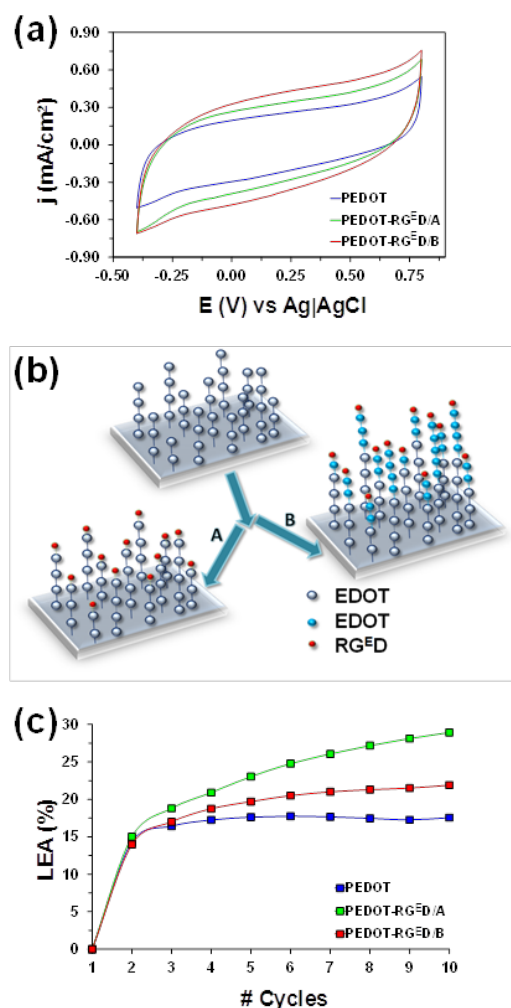 (a)
0.90
0.60
0.30
0.00
-0.30
-0.60
-0.90
j (mA/cm²)
PEDOT
PEDOT-RGᴱD/A
PEDOT-RGᴱD/B
-0.50 -0.25 0.00 0.25 0.50 0.75
E (V) vs Ag|AgCl
(b)
A
B
EDOT
EDOT
RGᴱD
(c)
30
25
20
15
10
5
0
LEA (%)
PEDOT
PEDOT-RGᴱD/A
PEDOT-RGᴱD/B
1 2 3 4 5 6 7 8 9 10
# Cycles